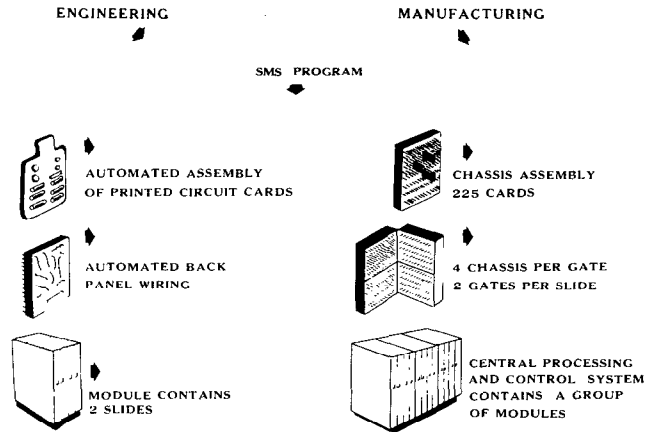 ENGINEERING
MANUFACTURING
SMS PROGRAM
AUTOMATED ASSEMBLY
OF PRINTED CIRCUIT CARDS
CHASSIS ASSEMBLY
225 CARDS
AUTOMATED BACK
PANEL WIRING
4 CHASSIS PER GATE
2 GATES PER SLIDE
MODULE CONTAINS
2 SLIDES
CENTRAL PROCESSING
AND CONTROL SYSTEM
CONTAINS A GROUP
OF MODULES